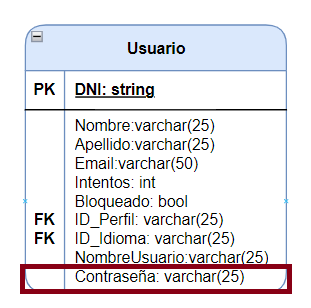 Usuario
PK DNI: string
Nombre:varchar(25)
Apellido:varchar(25)
Email:varchar(50)
Intentos: int
Bloqueado: bool
FK ID_Perfil: varchar(25)
FK ID_Idioma: varchar(25)
NombreUsuario:varchar(25)
Contraseña: varchar(25)